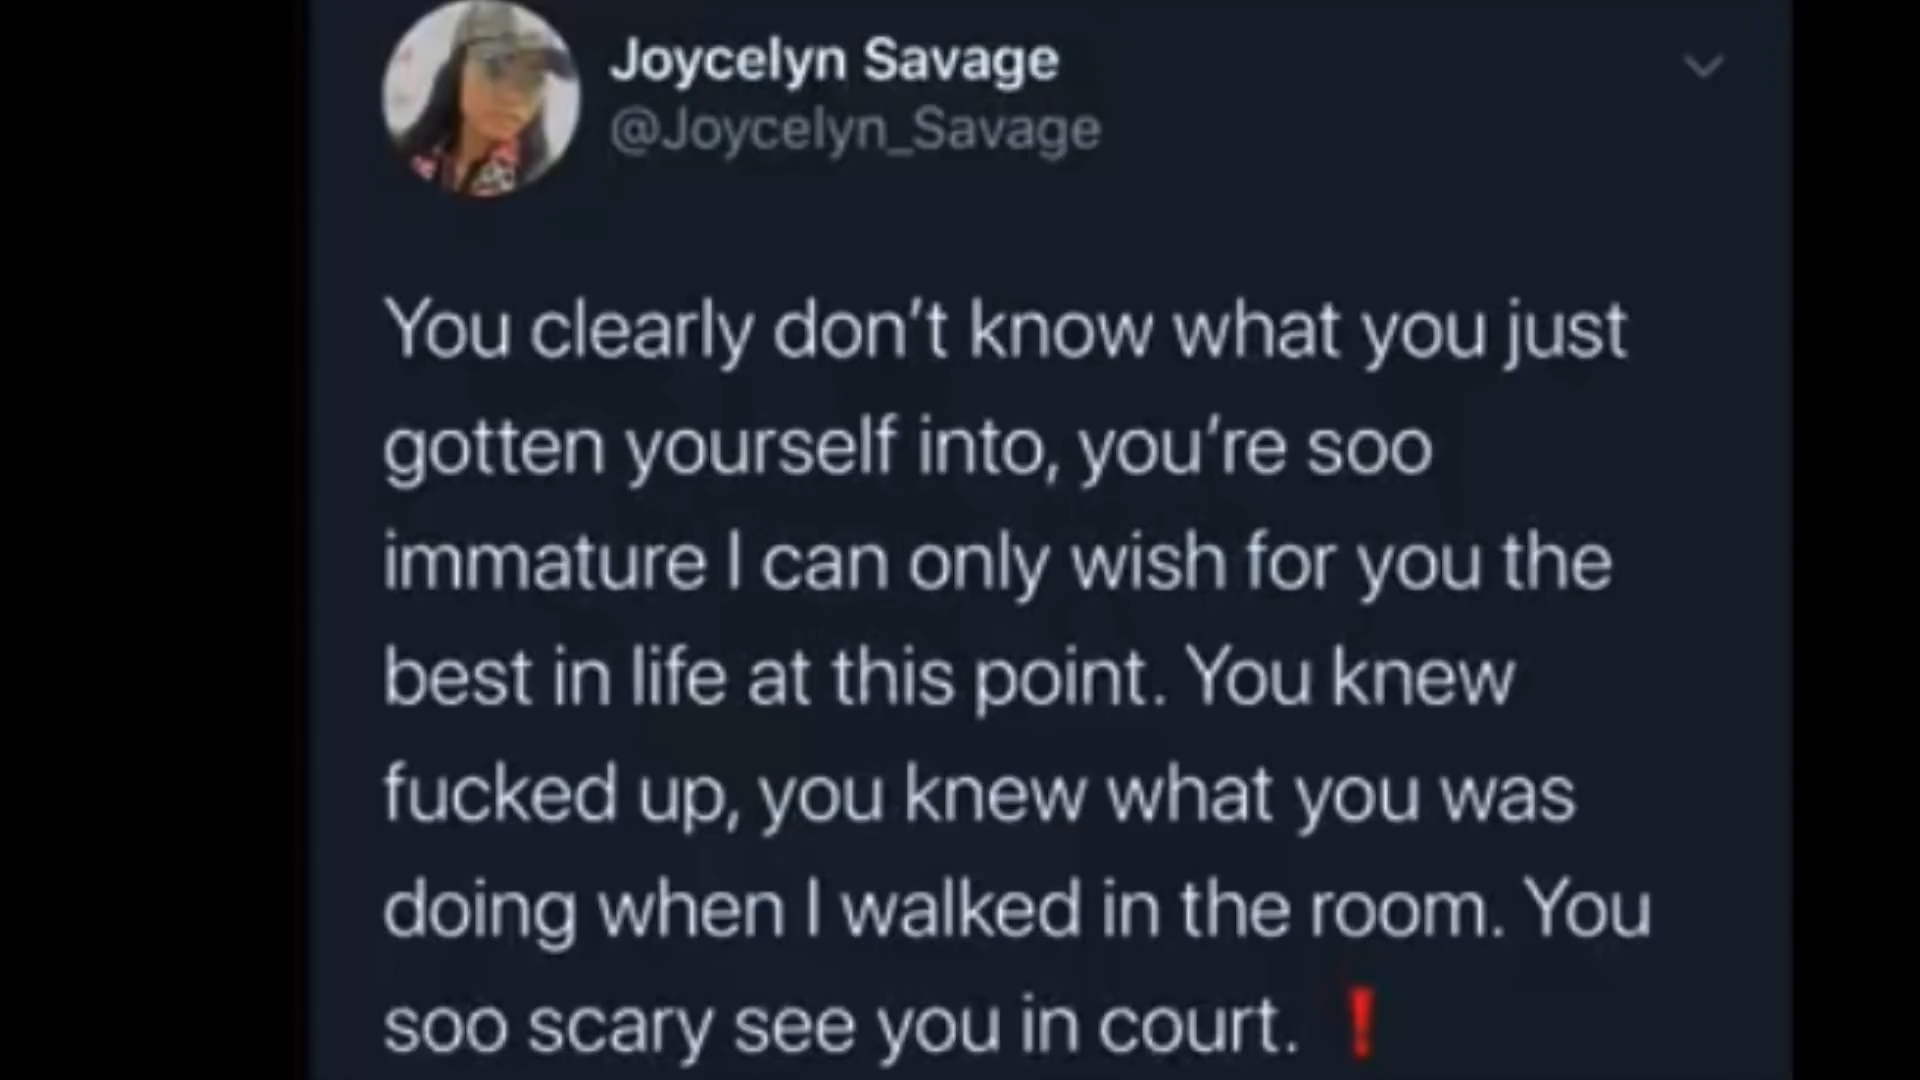 Joycelyn Savage
@Joycelyn_Savage
You clearly don’t know what you just
gotten yourself into, you’re soo
immature I can only wish for you the
best in life at this point. You knew
fucked up, you knew what you was
doing when I walked in the room. You
soo scary see you in court. ❗